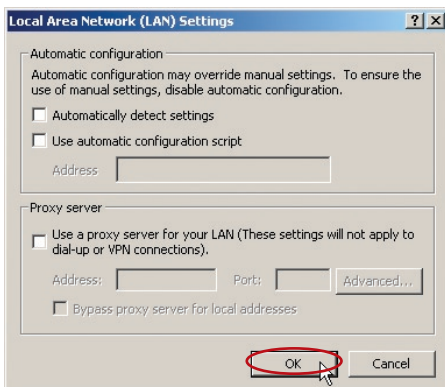 Local Area Network (LAN) Settings
Automatic configuration
Automatic configuration may override manual settings. To ensure the
use of manual settings, disable automatic configuration.
Automatically detect settings
Use automatic configuration script
Address
Proxy server
Use a proxy server for your LAN (These settings will not apply to
dial-up or VPN connections).
Address:
Port:
Advanced...
Bypass proxy server for local addresses
OK
Cancel